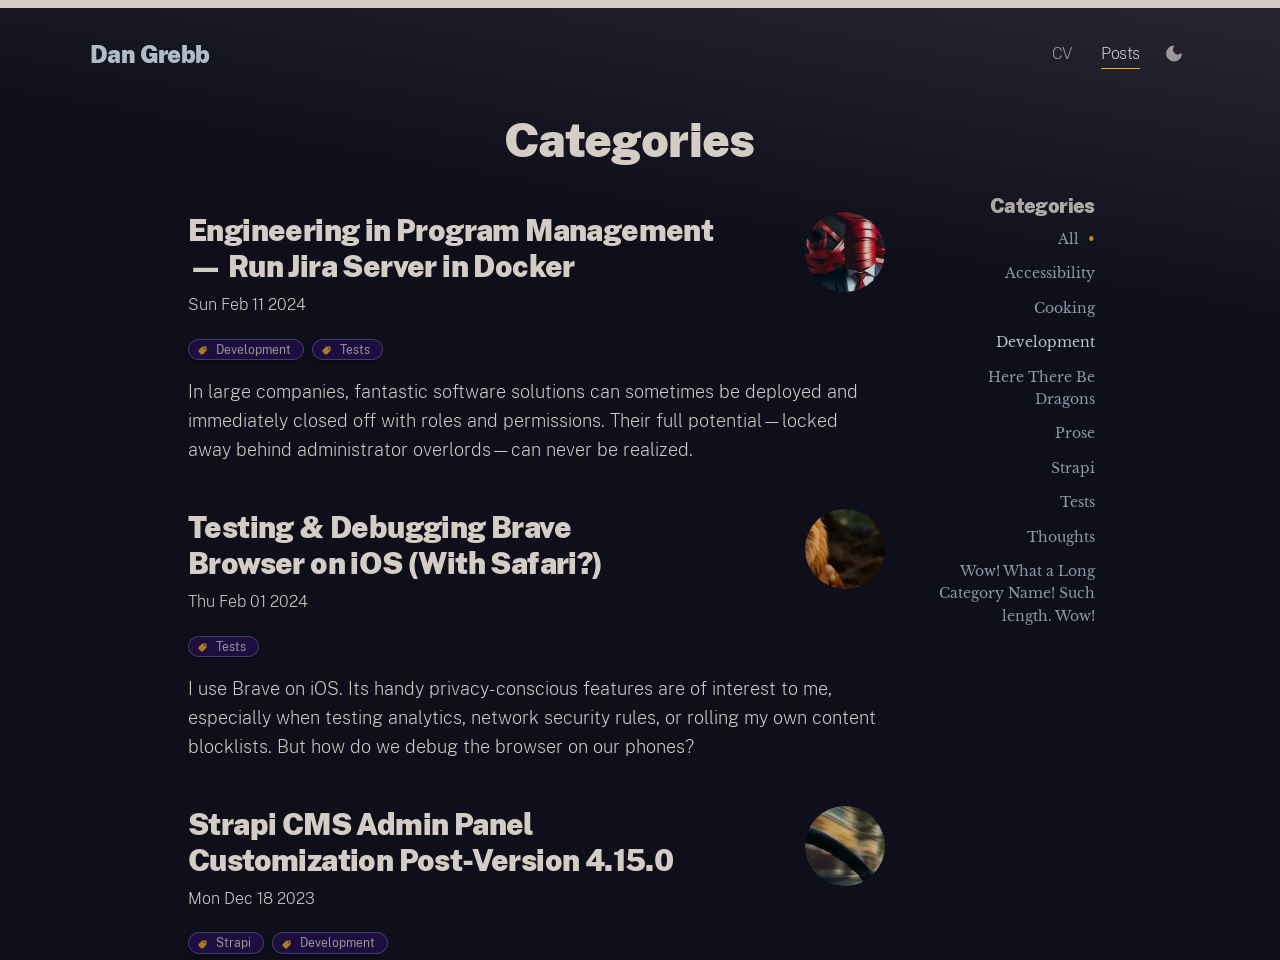 Dan Grebb
CV
Posts
Categories
Engineering in Program Management
— Run Jira Server in Docker
Sun Feb 11 2024
Development
Tests
In large companies, fantastic software solutions can sometimes be deployed and
immediately closed off with roles and permissions. Their full potential—locked
away behind administrator overlords—can never be realized.
Testing & Debugging Brave
Browser on iOS (With Safari?)
Thu Feb 01 2024
Tests
I use Brave on iOS. Its handy privacy-conscious features are of interest to me,
especially when testing analytics, network security rules, or rolling my own content
blocklists. But how do we debug the browser on our phones?
Strapi CMS Admin Panel
Customization Post-Version 4.15.0
Mon Dec 18 2023
Strapi
Development
Categories
All •
Accessibility
Cooking
Development
Here There Be
Dragons
Prose
Strapi
Tests
Thoughts
Wow! What a Long
Category Name! Such
length. Wow!